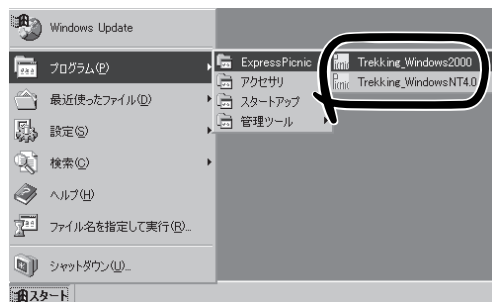 Windows Update
プログラム(P)
最近使ったファイル(D)
設定(S)
検索(C)
ヘルプ(H)
ファイル名を指定して実行(R)...
シャットダウン(U)...
スタート
ExpressPicnic
アクセサリ
スタートアップ
管理ツール
Picnic Trekking_Windows2000
Picnic Trekking_WindowsNT4.0